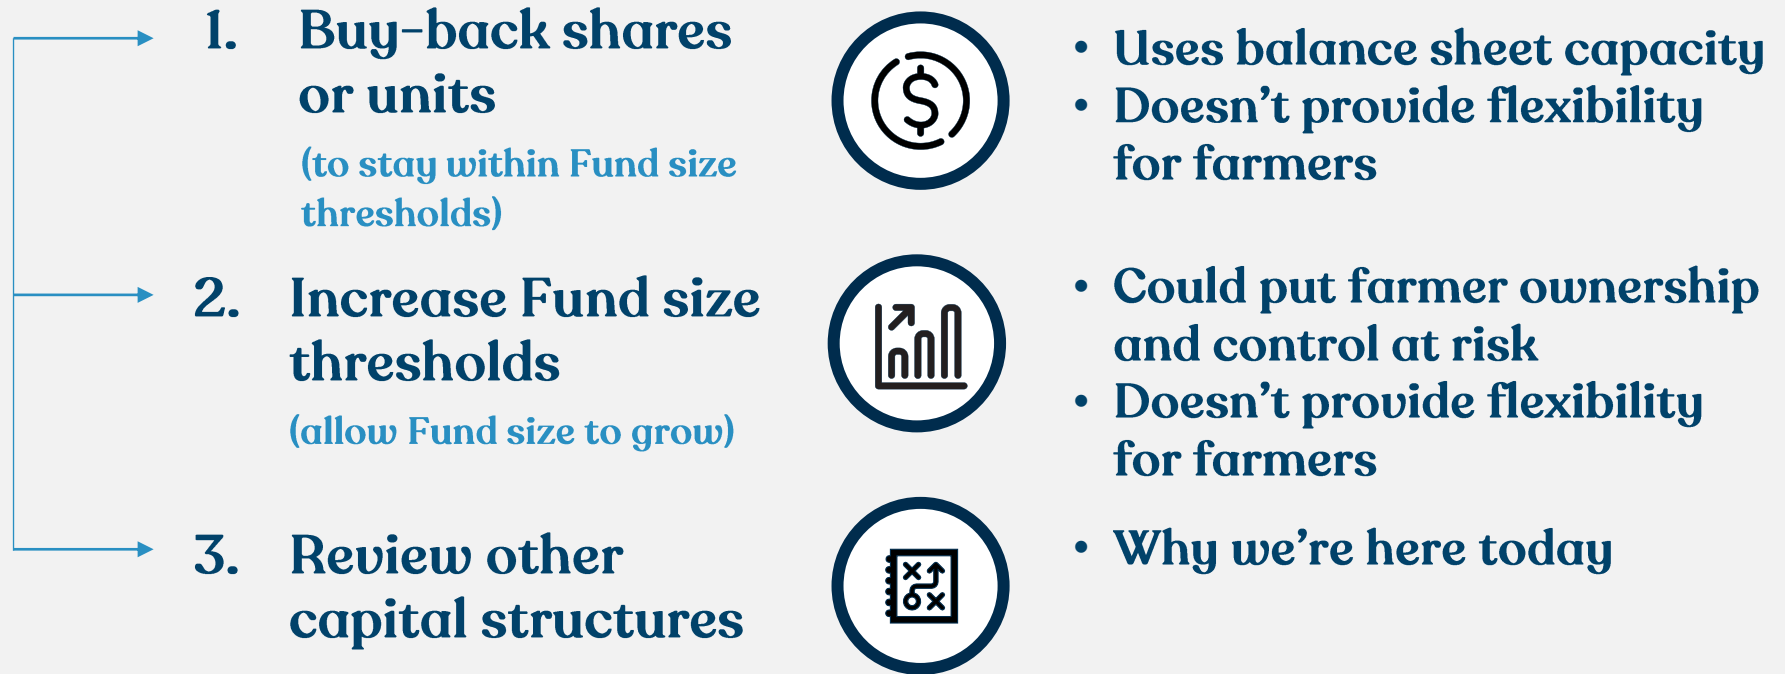 1. Buy-back shares
or units
(to stay within Fund size
thresholds)
• Uses balance sheet capacity
• Doesn't provide flexibility
for farmers
2. Increase Fund size
thresholds
(allow Fund size to grow)
• Could put farmer ownership
and control at risk
• Doesn't provide flexibility
for farmers
3. Review other
capital structures
• Why we're here today